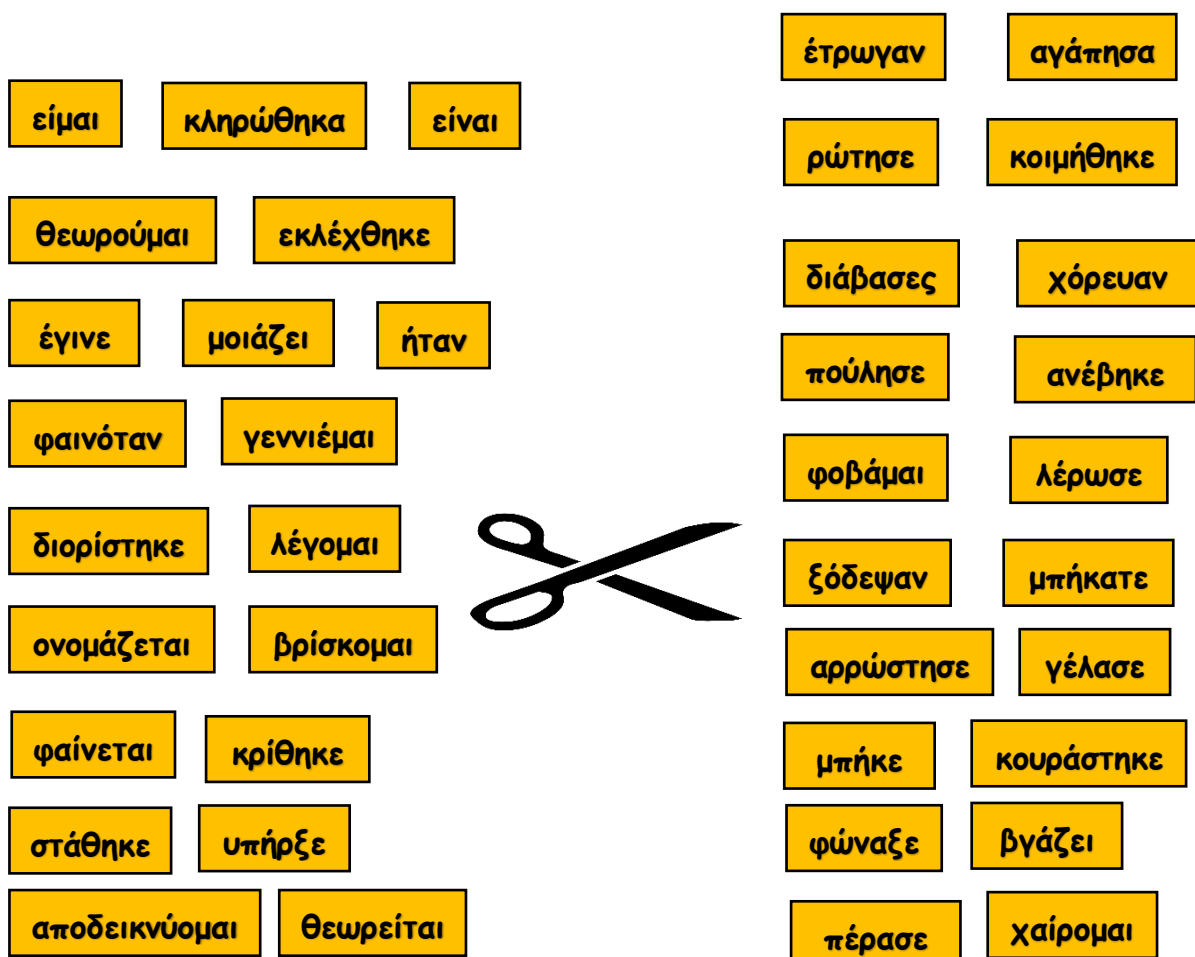 είμαι κληρώθηκα είναι
θεωρούμαι εκλέχθηκε
έγινε μοιάζει ήταν
φαινόταν γεννιέμαι
διορίστηκε λέγομαι
ονομάζεται βρίσκομαι
φαίνεται κρίθηκε
στάθηκε υπήρξε
αποδεικνύομαι θεωρείται
έτρωγαν αγάπησα
ρώτησε κοιμήθηκε
διάβασες χόρευαν
πούλησε ανέβηκε
φοβάμαι λέρωσε
ξόδεψαν μπήκατε
αρρώστησε γέλασε
μπήκε κουράστηκε
φώναξε βγάζει
πέρασε χαίρομαι